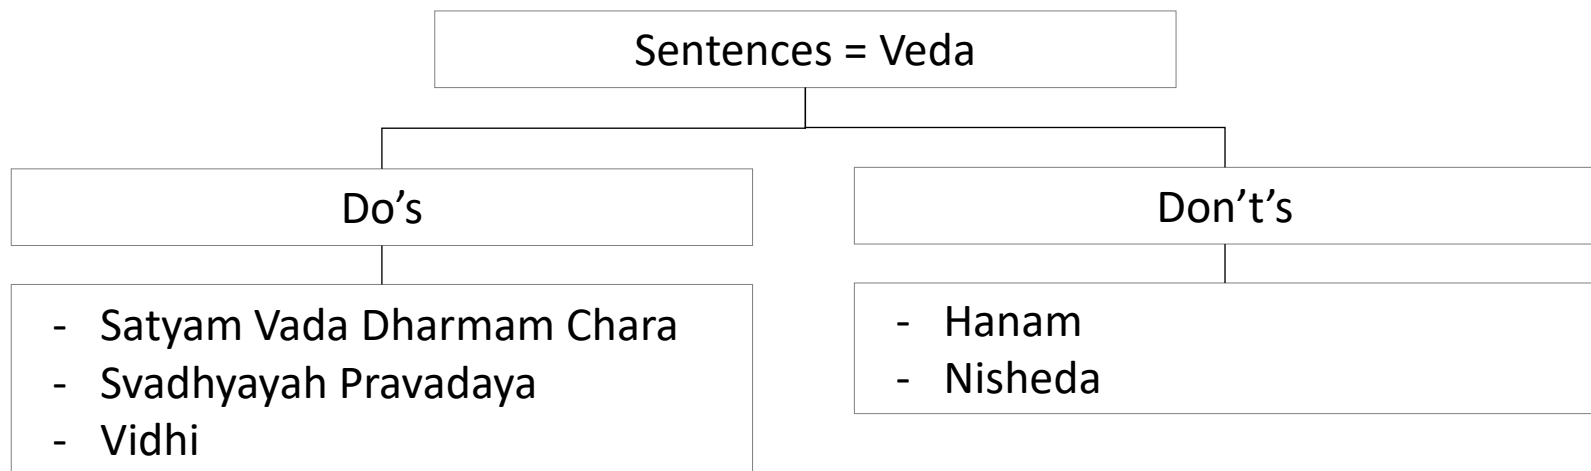 Sentences = Veda
Do’s
- Satyam Vada Dharmam Chara
- Svadhyayah Pravadaya
- Vidhi
Don’t’s
- Hanam
- Nisheda